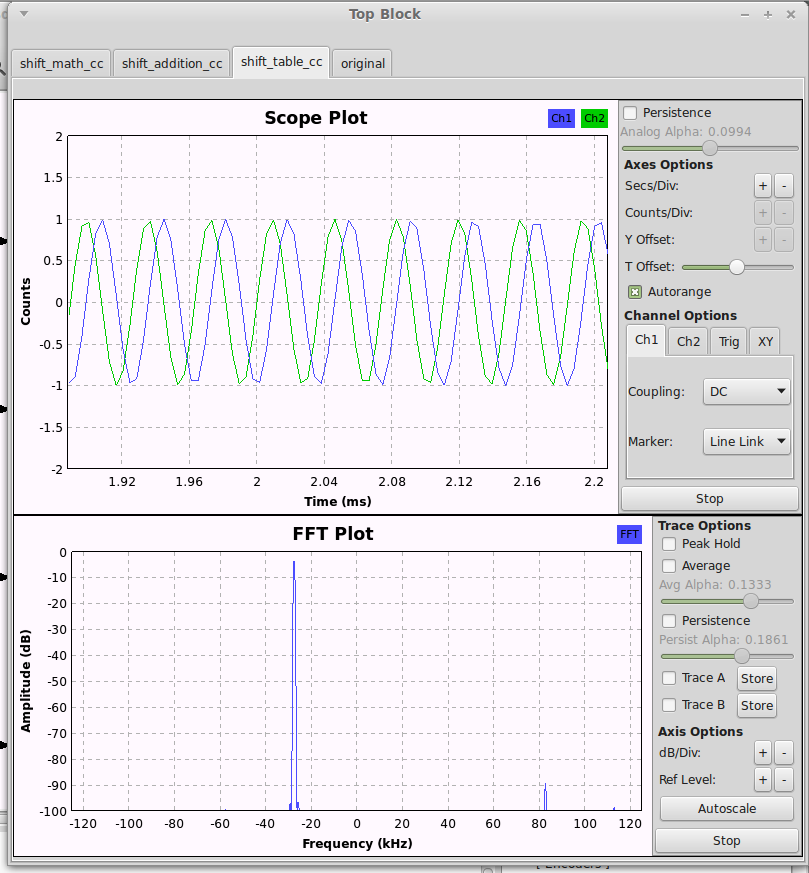 Top Block
shift_math_cc shift_addition_cc shift_table_cc original
Scope Plot
Ch1 Ch2
2
1.5
1
0.5
0
-0.5
-1
-1.5
-2
Counts
1.92 1.96 2 2.04 2.08 2.12 2.16 2.2
Time (ms)
Persistence
Analog Alpha: 0.0994
Axes Options
Secs/Div: + -
Counts/Div: + -
Y Offset: + -
T Offset:
Autorange
Channel Options
Ch1 Ch2 Trig XY
Coupling: DC
Marker: Line Link
Stop
FFT Plot
FFT
0
-10
-20
-30
-40
-50
-60
-70
-80
-90
-100
Amplitude (dB)
-120 -100 -80 -60 -40 -20 0 20 40 60 80 100 120
Frequency (kHz)
Trace Options
Peak Hold
Average
Avg Alpha: 0.1333
Persistence
Persist Alpha: 0.1861
Trace A Store
Trace B Store
Axis Options
dB/Div: + -
Ref Level: + -
Autoscale
Stop